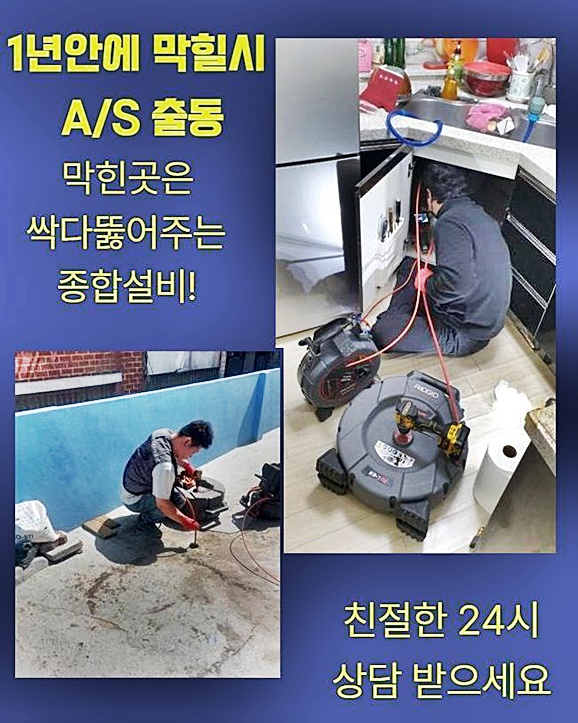 1년안에 막힐시
A/S 출동
막힌곳은
싹다뚫어주는
종합설비!
RIDGID
친절한 24시
상담 받으세요